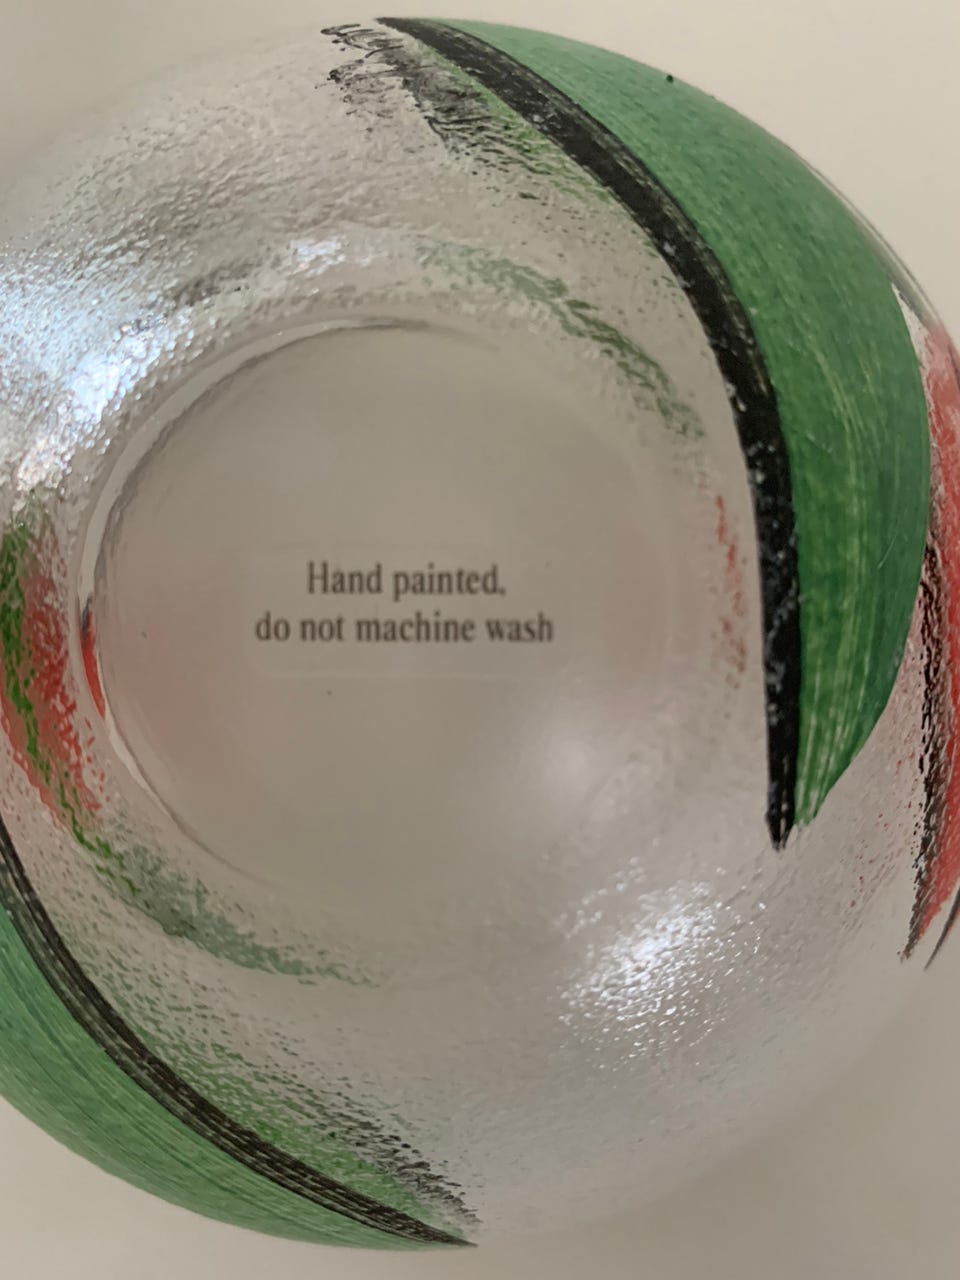 Hand painted,
do not machine wash